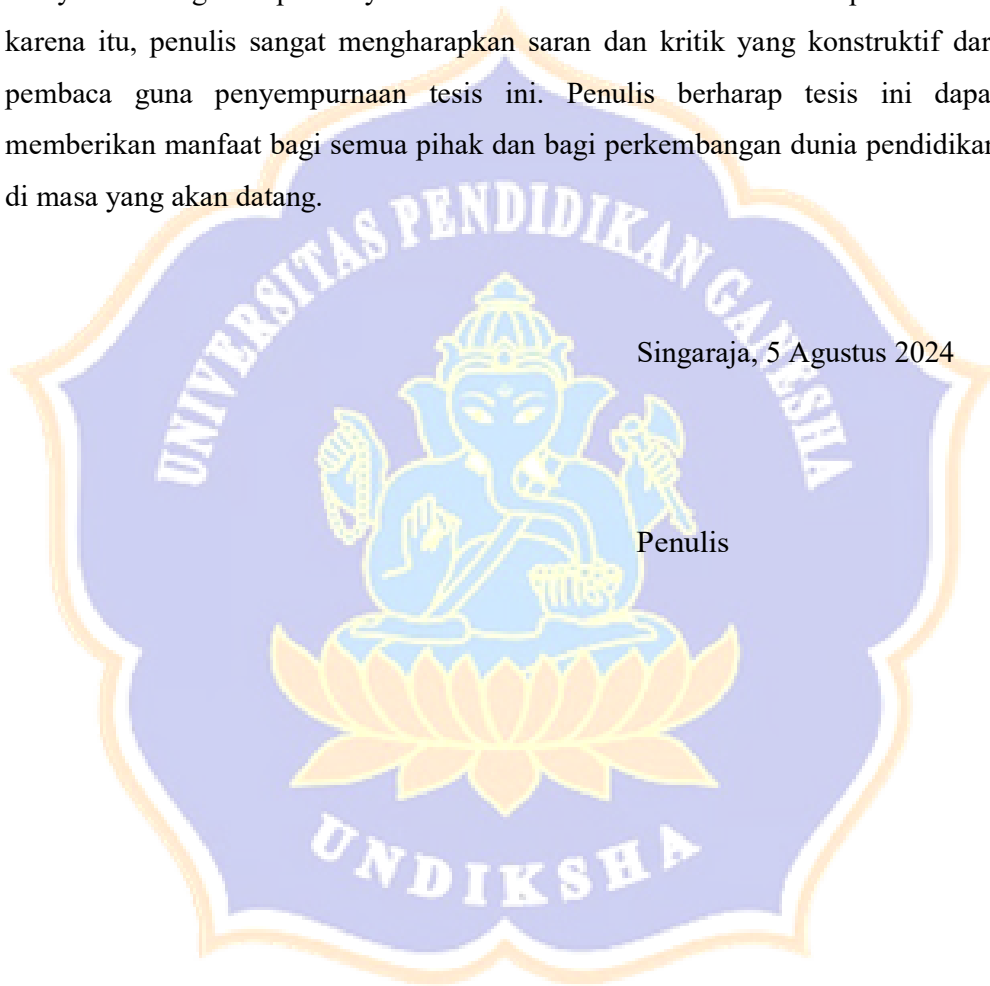 karena itu, penulis sangat mengharapkan saran dan kritik yang konstruktif dar
pembaca guna penyempurnaan tesis ini. Penulis berharap tesis ini dapa
memberikan manfaat bagi semua pihak dan bagi perkembangan dunia pendidikan
di masa yang akan datang.
UNIVERSITAS PENDIDIKAN GANESHA
Singaraja, 5 Agustus 2024
Penulis
UNDIKSHA